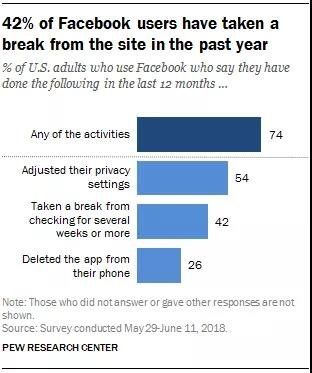 42% of Facebook users have taken a
break from the site in the past year
% of U.S. adults who use Facebook who say they have
done the following in the last 12 months ...
Any of the activities 74
Adjusted their privacy
settings 54
Taken a break from
checking for several
weeks or more 42
Deleted the app from
their phone 26
Note: Those who did not answer or gave other responses are not
shown.
Source: Survey conducted May 29-June 11, 2018.
PEW RESEARCH CENTER